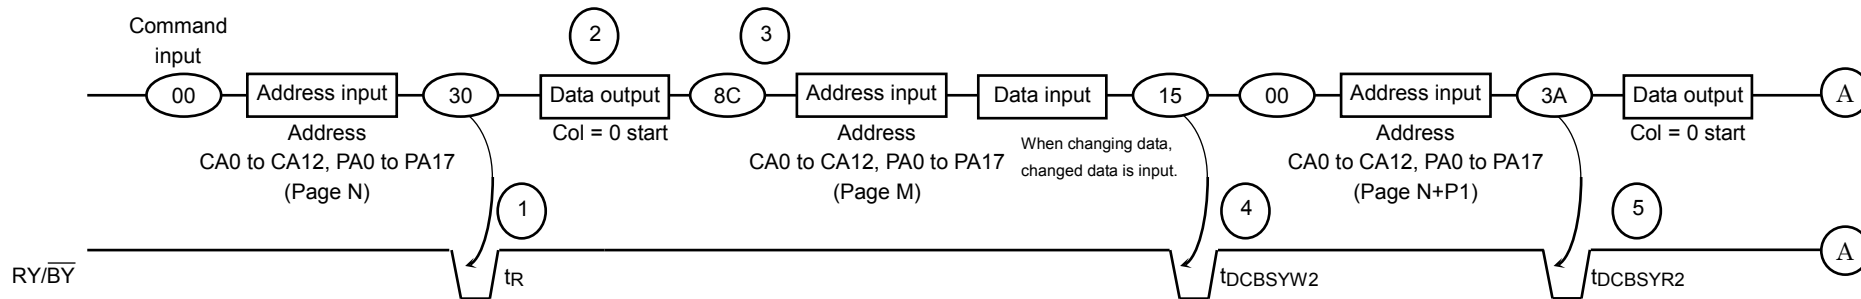 Command
input
2
3
00
Address input
30
Data output
8C
Address input
Data input
15
00
Address input
3A
Data output
A
Address
CA0 to CA12, PA0 to PA17
(Page N)
Col = 0 start
Address
CA0 to CA12, PA0 to PA17
(Page M)
When changing data,
changed data is input.
Address
CA0 to CA12, PA0 to PA17
(Page N+P1)
Col = 0 start
1
4
5
RY/BY
tR
tDCBSYW2
tDCBSYR2
A